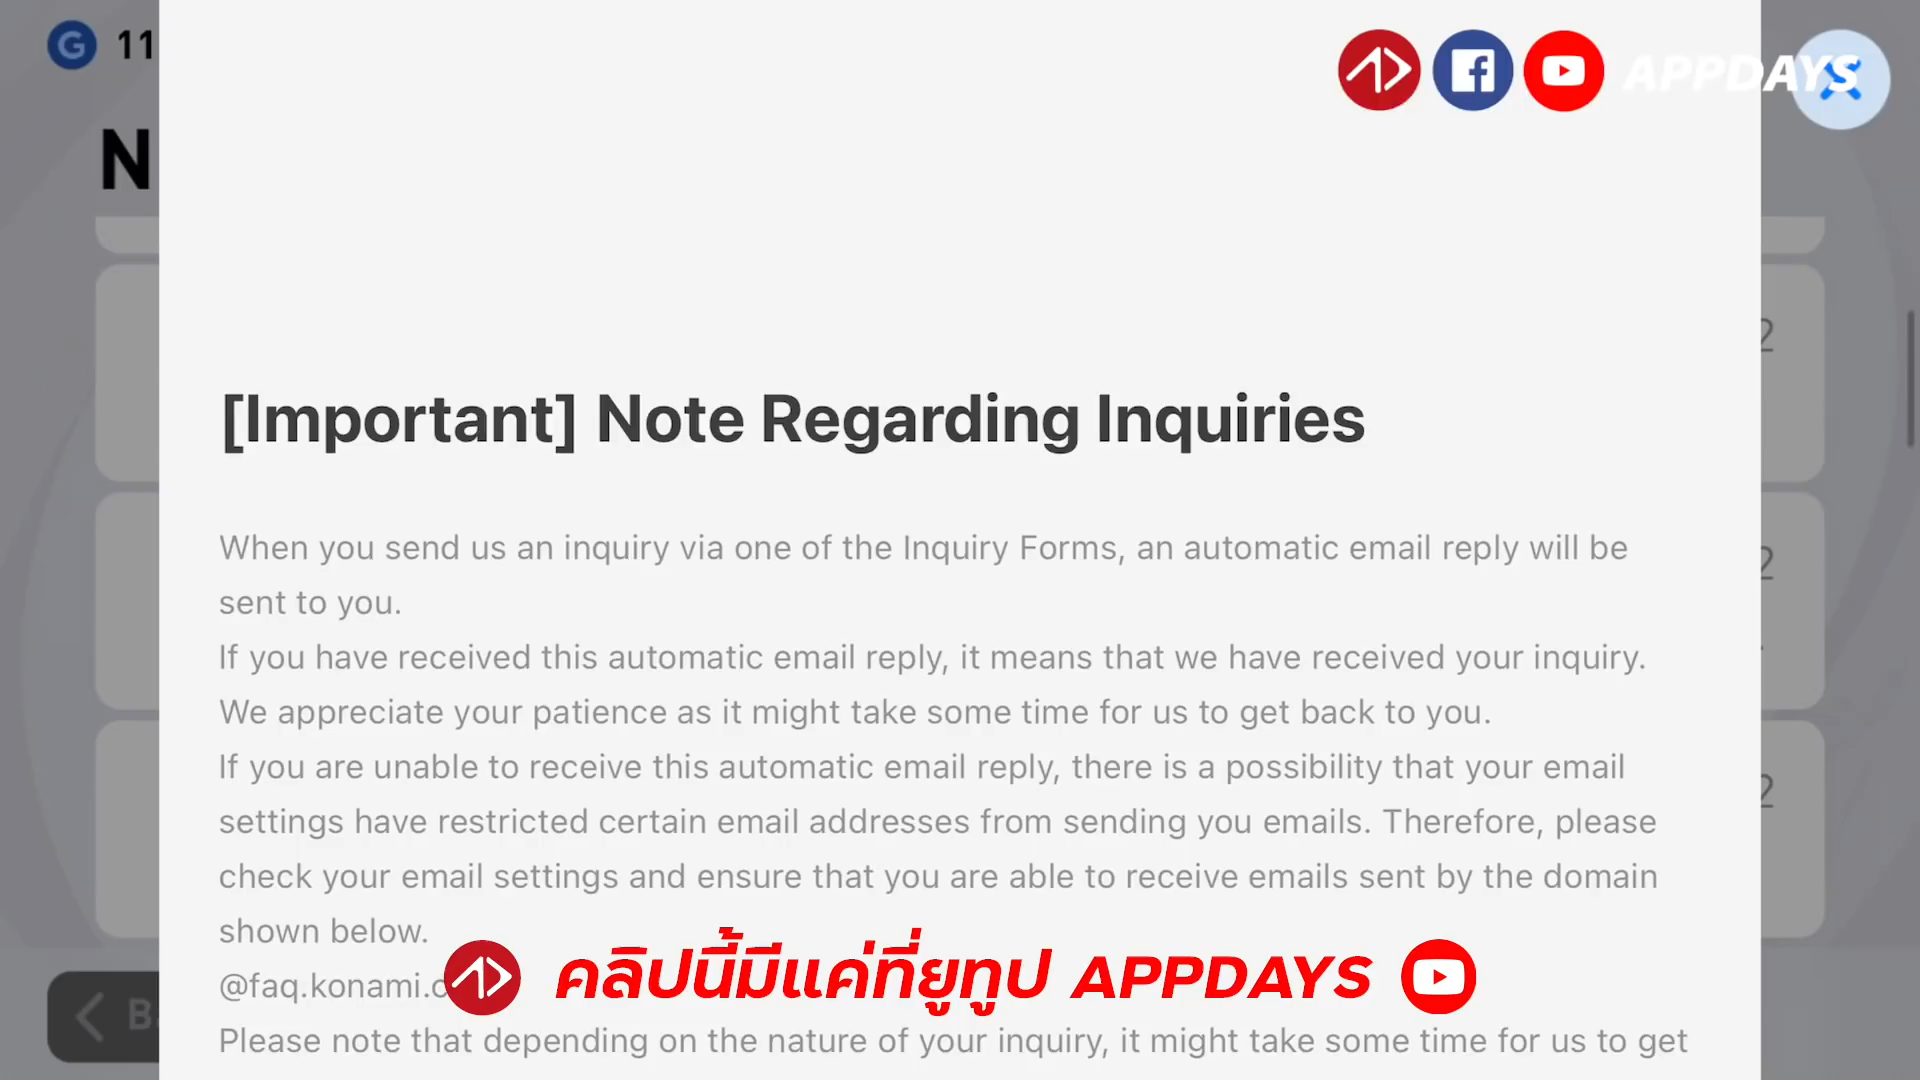 G 11
APPDAYS
N
[Important] Note Regarding Inquiries
When you send us an inquiry via one of the Inquiry Forms, an automatic email reply will be
sent to you.
If you have received this automatic email reply, it means that we have received your inquiry.
We appreciate your patience as it might take some time for us to get back to you.
If you are unable to receive this automatic email reply, there is a possibility that your email
settings have restricted certain email addresses from sending you emails. Therefore, please
check your email settings and ensure that you are able to receive emails sent by the domain
shown below.
@faq.konami.c
คลิปนี้มีแค่ที่ยูทูป APPDAYS
Please note that depending on the nature of your inquiry, it might take some time for us to get